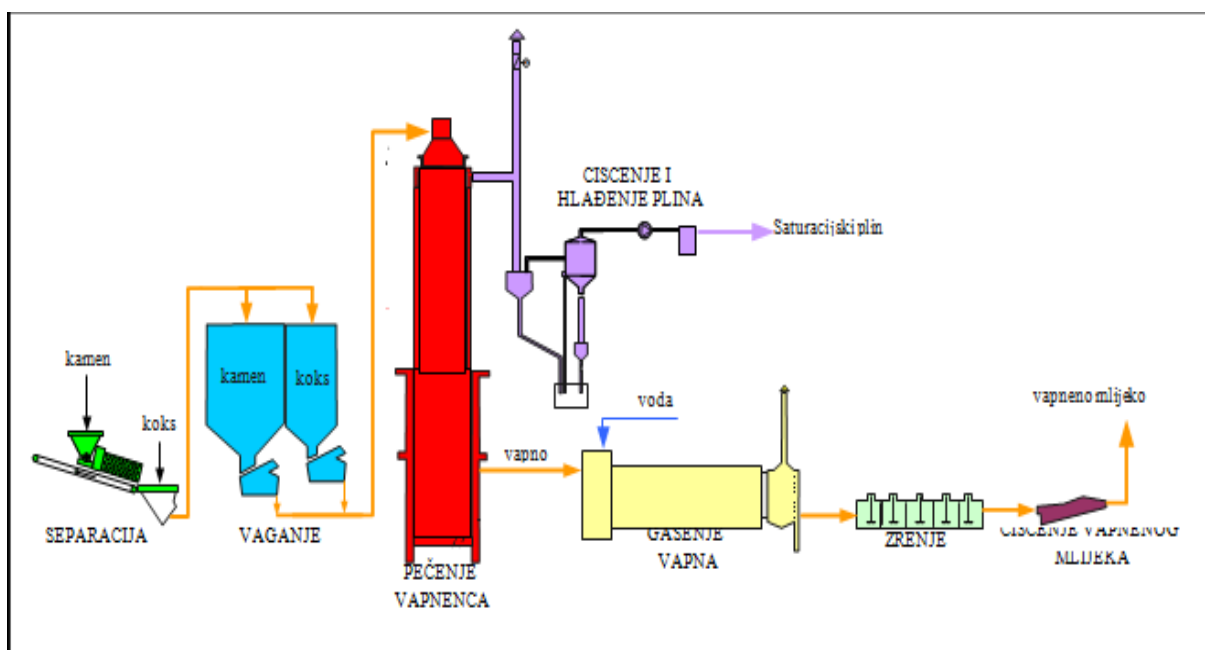 CISCENJE I
HLAĐENJE PLINA
Saturacijski plin
kamen
kamen
koks
koks
voda
vapneno mlijeko
vapno
SEPARACIJA
VAGANJE
PEČENJE
VAPNENCA
GASENJE
VAPNA
ZRENJE
CISCENJE VAPNENOG
MLIJEKA